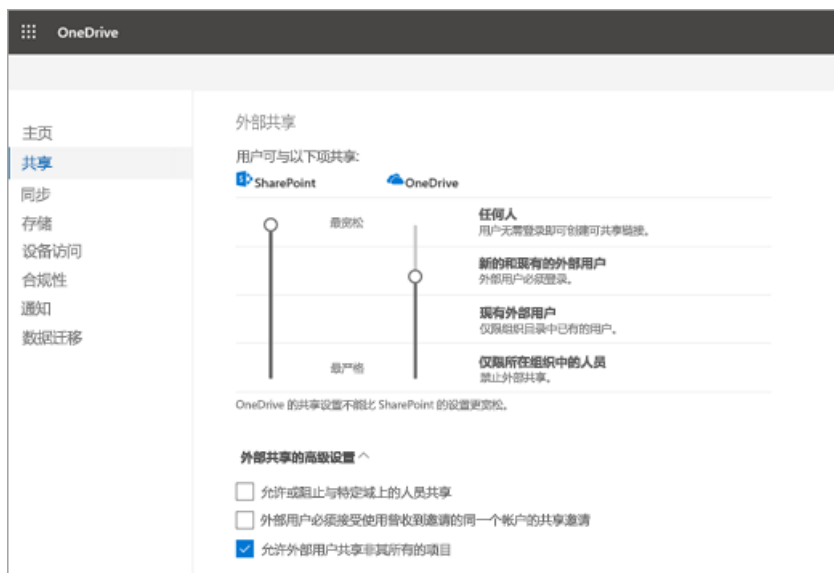 OneDrive
主页
共享
同步
存储
设备访问
合规性
通知
数据迁移
外部共享
用户可与以下项共享:
SharePoint
OneDrive
最宽松
任何人
用户无需登录即可创建可共享链接。
新的和现有的外部用户
外部用户必须登录。
现有外部用户
仅限组织目录中已有的用户。
最严格
仅限所在组织中的人员
禁止外部共享。
OneDrive 的共享设置不能比 SharePoint 的设置更宽松。
外部共享的高级设置
允许或阻止与特定域上的人员共享
外部用户必须接受使用曾收到邀请的同一个帐户的共享邀请
允许外部用户共享非其所有的项目